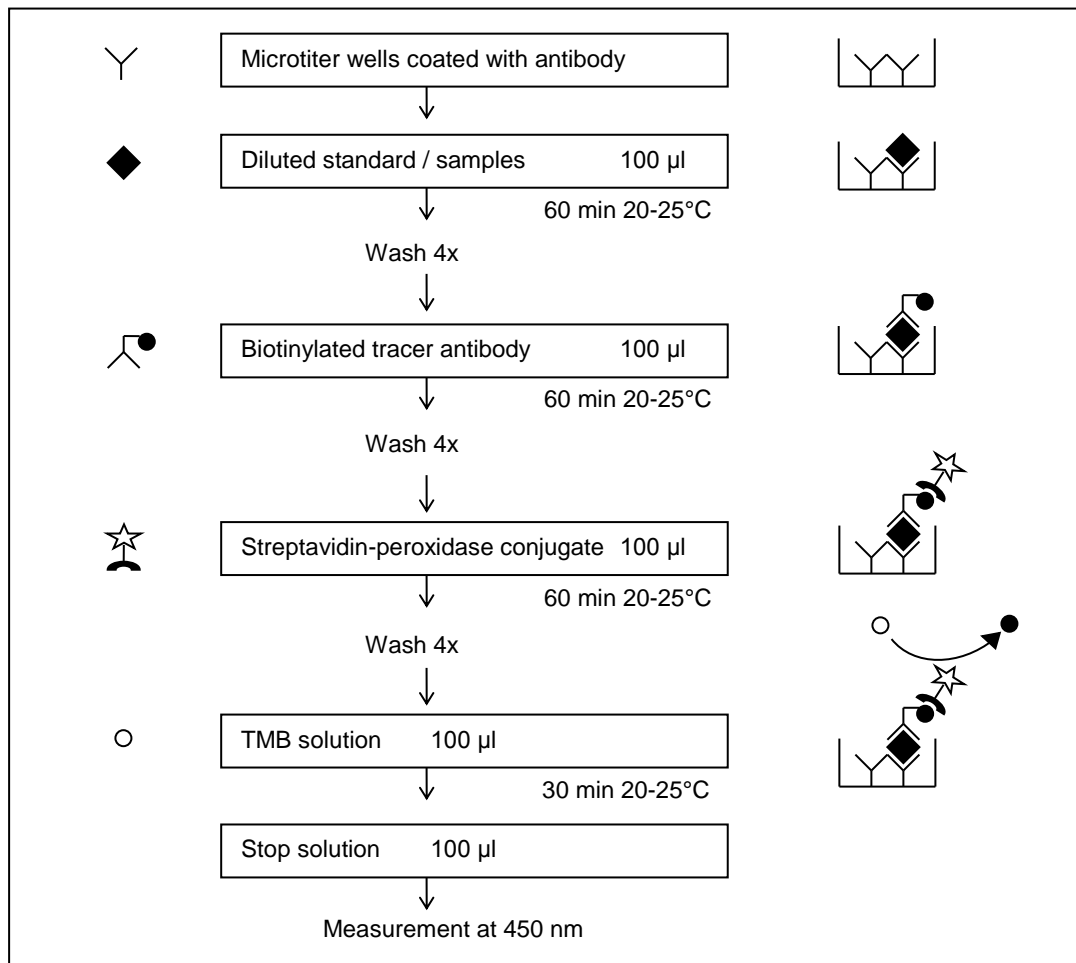 Microtiter wells coated with antibody
Diluted standard / samples 100 µl
60 min 20-25°C
Wash 4x
Biotinylated tracer antibody 100 µl
60 min 20-25°C
Wash 4x
Streptavidin-peroxidase conjugate 100 µl
60 min 20-25°C
Wash 4x
TMB solution 100 µl
30 min 20-25°C
Stop solution 100 µl
Measurement at 450 nm